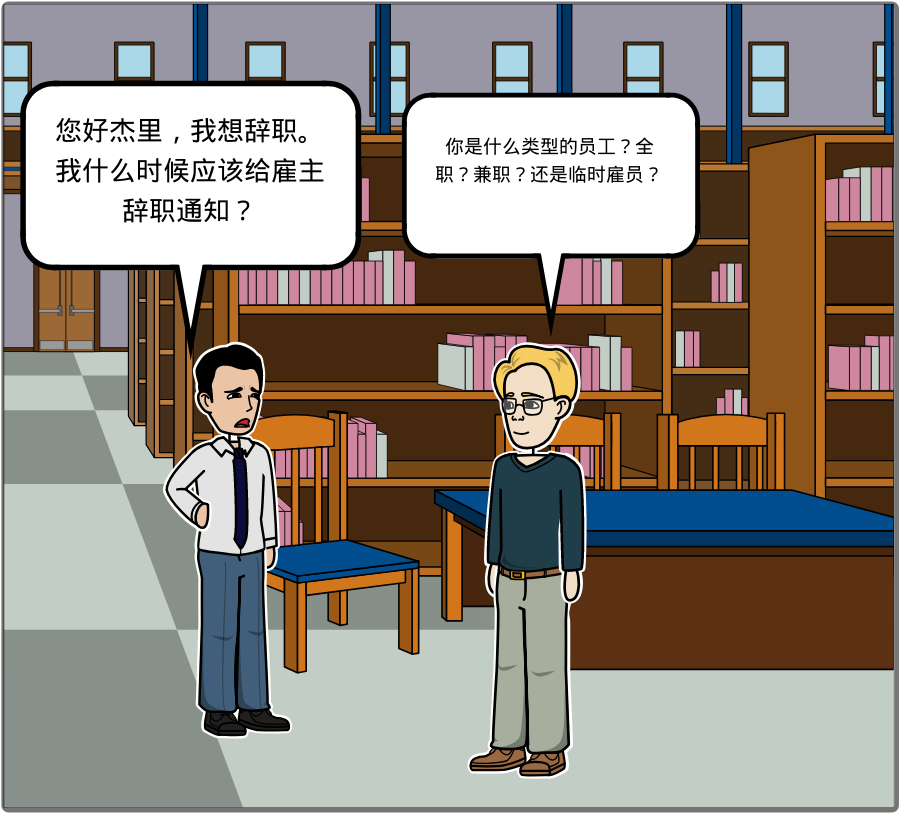 您好杰里，我想辞职。
我什么时候应该给雇主
辞职通知？
你是什么类型的员工？全
职？兼职？还是临时雇员？